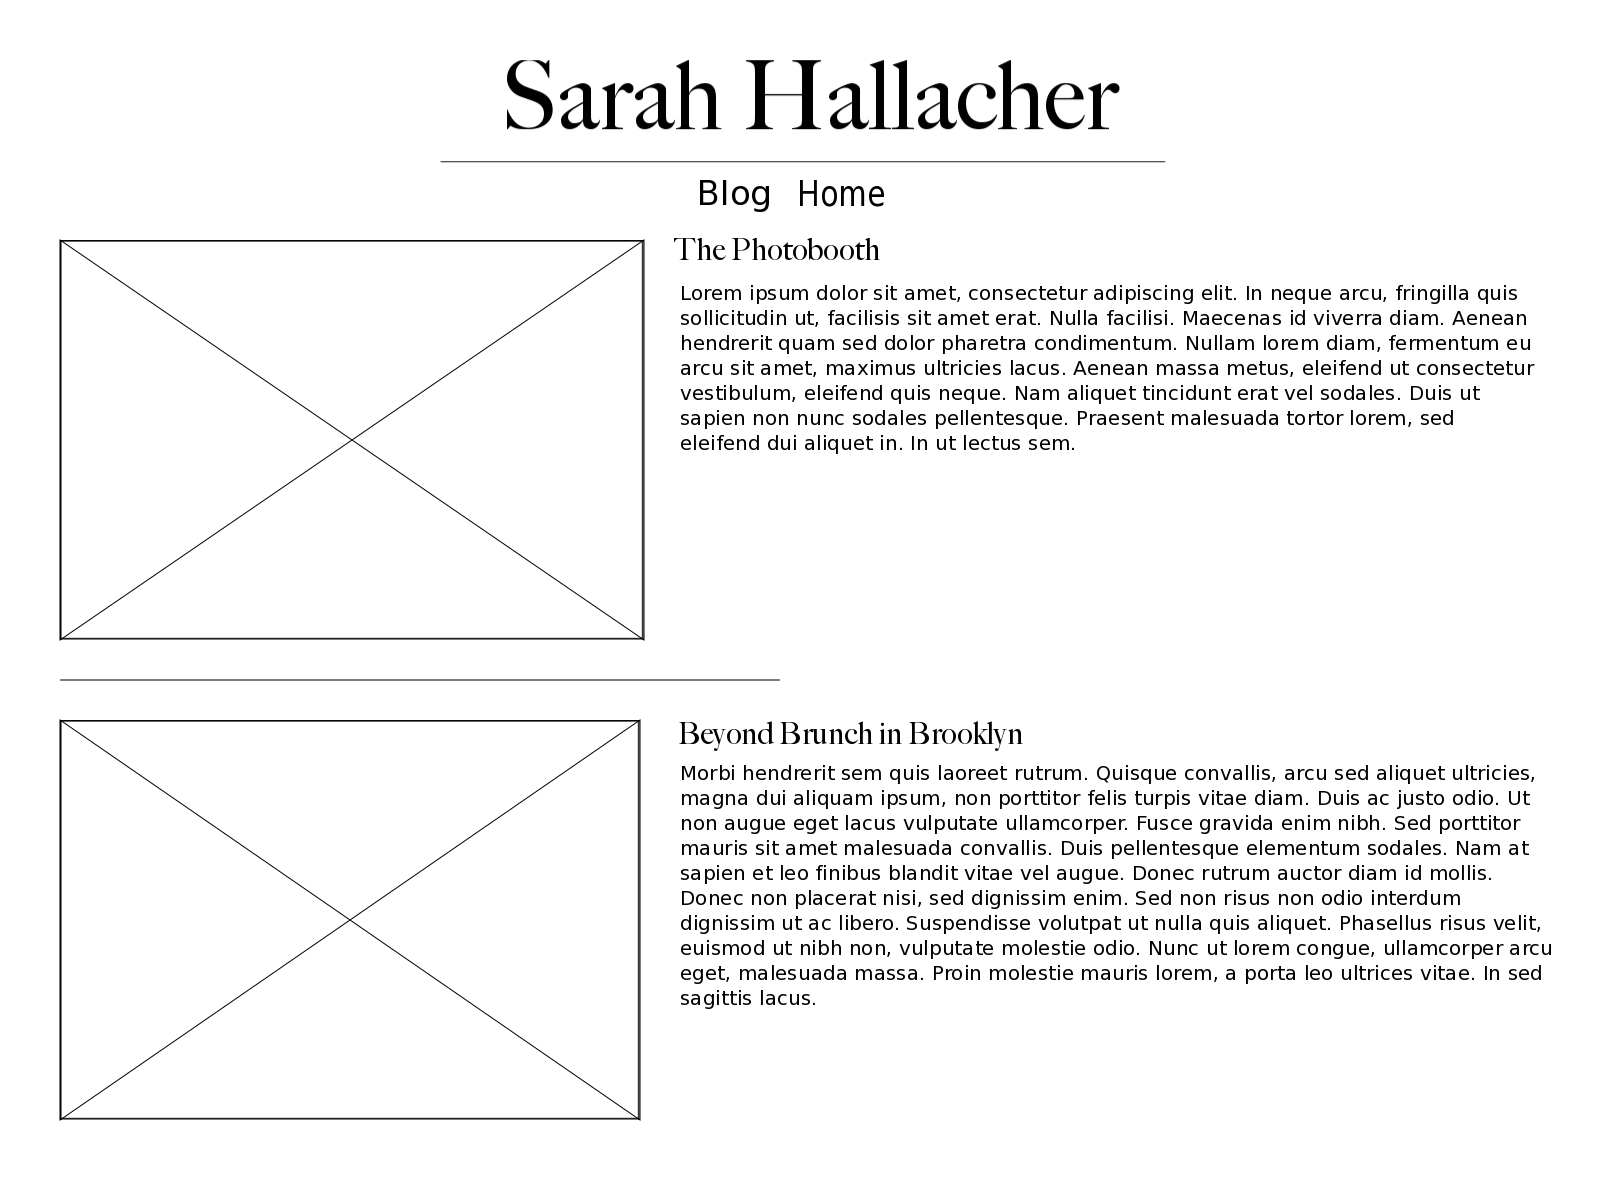 Sarah Hallacher
Blog Home
The Photobooth
Lorem ipsum dolor sit amet, consectetur adipiscing elit. In neque arcu, fringilla quis
sollicitudin ut, facilisis sit amet erat. Nulla facilisi. Maecenas id viverra diam. Aenean
hendrerit quam sed dolor pharetra condimentum. Nullam lorem diam, fermentum eu
arcu sit amet, maximus ultricies lacus. Aenean massa metus, eleifend ut consectetur
vestibulum, eleifend quis neque. Nam aliquet tincidunt erat vel sodales. Duis ut
sapien non nunc sodales pellentesque. Praesent malesuada tortor lorem, sed
eleifend dui aliquet in. In ut lectus sem.
Beyond Brunch in Brooklyn
Morbi hendrerit sem quis laoreet rutrum. Quisque convallis, arcu sed aliquet ultricies,
magna dui aliquam ipsum, non porttitor felis turpis vitae diam. Duis ac justo odio. Ut
non augue eget lacus vulputate ullamcorper. Fusce gravida enim nibh. Sed porttitor
mauris sit amet malesuada convallis. Duis pellentesque elementum sodales. Nam at
sapien et leo finibus blandit vitae vel augue. Donec rutrum auctor diam id mollis.
Donec non placerat nisi, sed dignissim enim. Sed non risus non odio interdum
dignissim ut ac libero. Suspendisse volutpat ut nulla quis aliquet. Phasellus risus velit,
euismod ut nibh non, vulputate molestie odio. Nunc ut lorem congue, ullamcorper arcu
eget, malesuada massa. Proin molestie mauris lorem, a porta leo ultrices vitae. In sed
sagittis lacus.